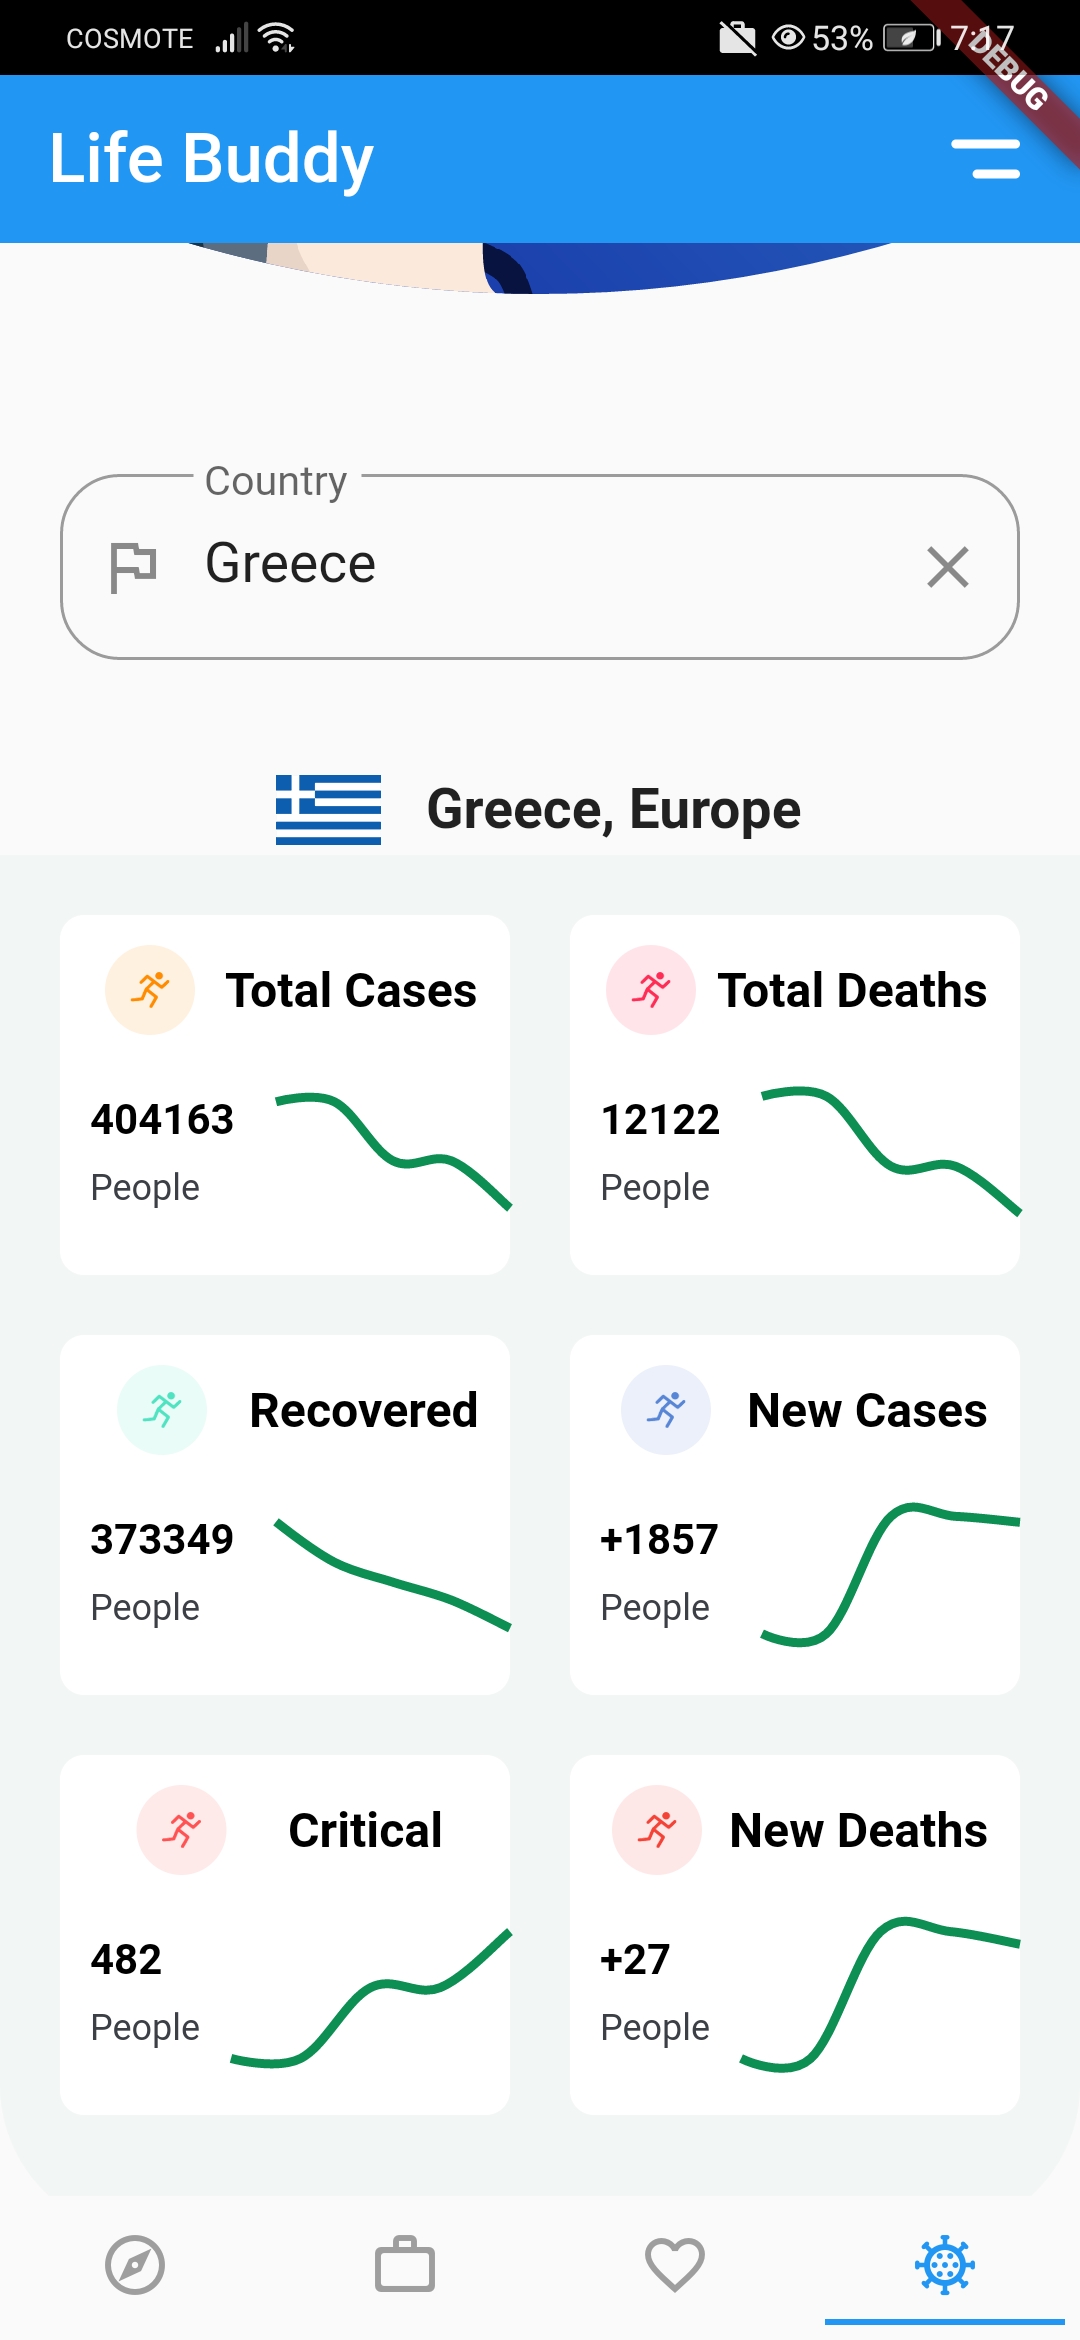 COSMOTE 53% 7:17
DEBUG
Life Buddy
Country
Greece
Greece, Europe
Total Cases
404163
People
Total Deaths
12122
People
Recovered
373349
People
New Cases
+1857
People
Critical
482
People
New Deaths
+27
People